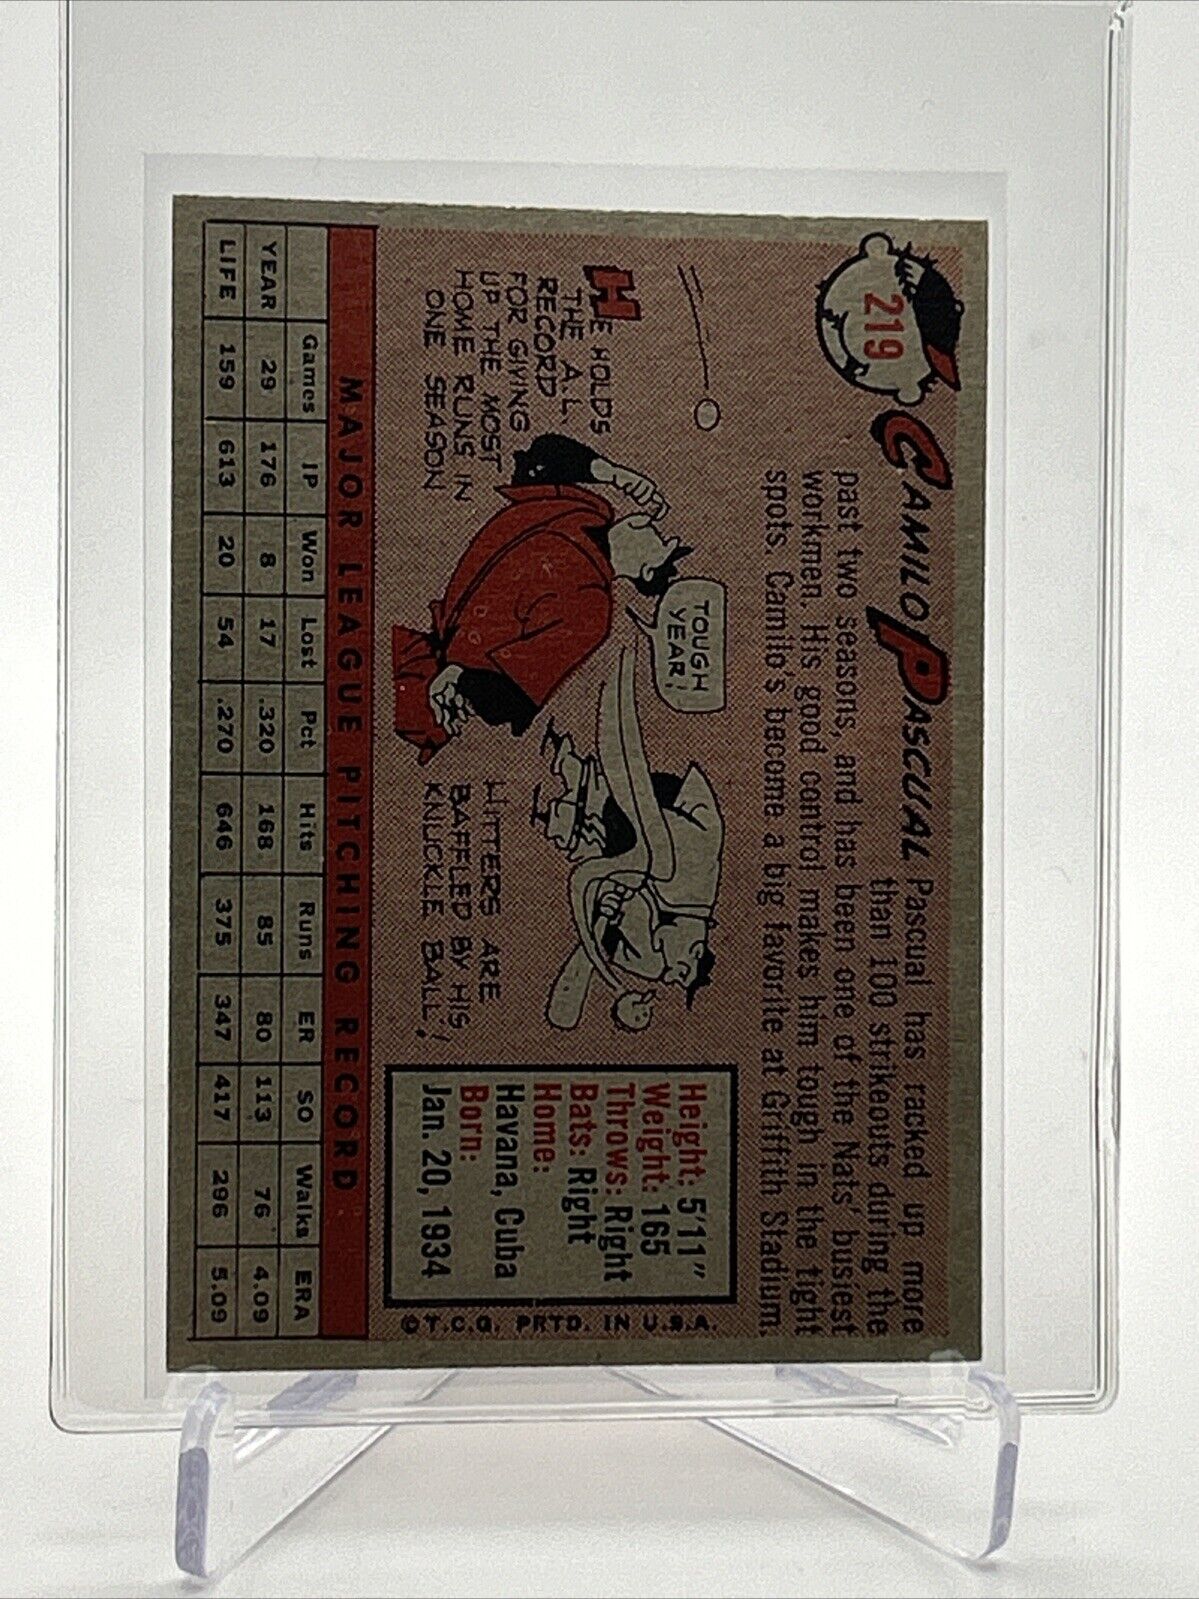 219
CAMILO PASCUAL Pascual has racked up more
than 100 strikeouts during the
past two seasons, and has been one of the Nats' busiest
workmen. His good control makes him tough in the tight
spots. Camilo's become a big favorite at Griffith Stadium.
HE HOLDS
THE A.L.
RECORD
FOR GIVING
UP THE MOST
HOME RUNS IN
ONE SEASON
TOUGH
YEAR!
HITTERS ARE
BAFFLED BY HIS
KNUCKLE BALL!
Height: 5'11"
Weight: 165
Throws: Right
Bats: Right
Home:
Havana, Cuba
Born:
Jan. 20, 1934
© T.C.G. PRTD. IN U.S.A.
MAJOR LEAGUE PITCHING RECORD
Games IP Won Lost Pct Hits Runs ER SO Walks ERA
YEAR 29 176 8 17 .320 168 85 80 113 76 4.09
LIFE 159 613 20 54 .270 646 375 347 417 296 5.09